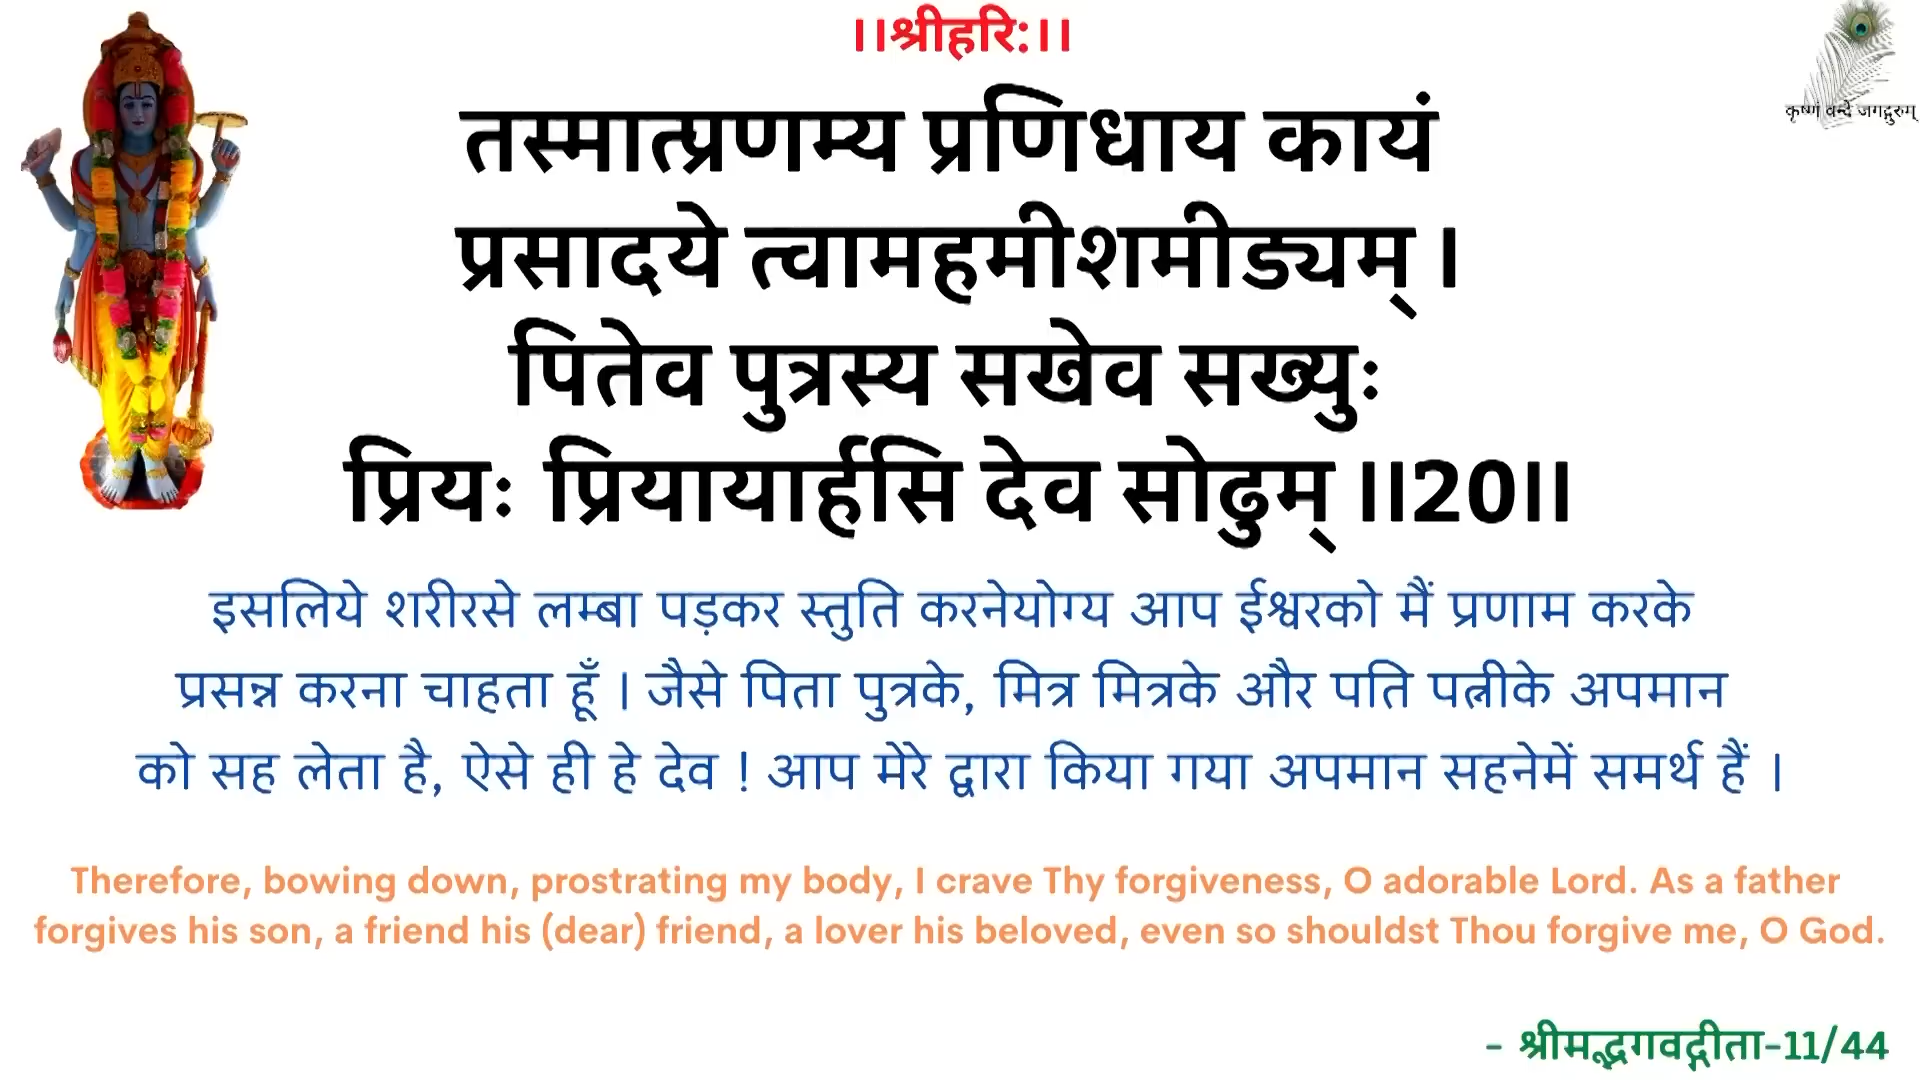 ।।श्रीहरि:।।
कृष्णं वन्दे जगद्गुरुम्
तस्मात्प्रणम्य प्रणिधाय कायं
प्रसादये त्वामहमीशमीड्यम् ।
पितेव पुत्रस्य सखेव सख्युः
प्रियः प्रियायार्हसि देव सोढुम् ।।20।।
इसलिये शरीरसे लम्बा पड़कर स्तुति करनेयोग्य आप ईश्वरको मैं प्रणाम करके
प्रसन्न करना चाहता हूँ । जैसे पिता पुत्रके, मित्र मित्रके और पति पत्नीके अपमान
को सह लेता है, ऐसे ही हे देव ! आप मेरे द्वारा किया गया अपमान सहनेमें समर्थ हैं ।
Therefore, bowing down, prostrating my body, I crave Thy forgiveness, O adorable Lord. As a father
forgives his son, a friend his (dear) friend, a lover his beloved, even so shouldst Thou forgive me, O God.
- श्रीमद्भगवद्गीता-11/44